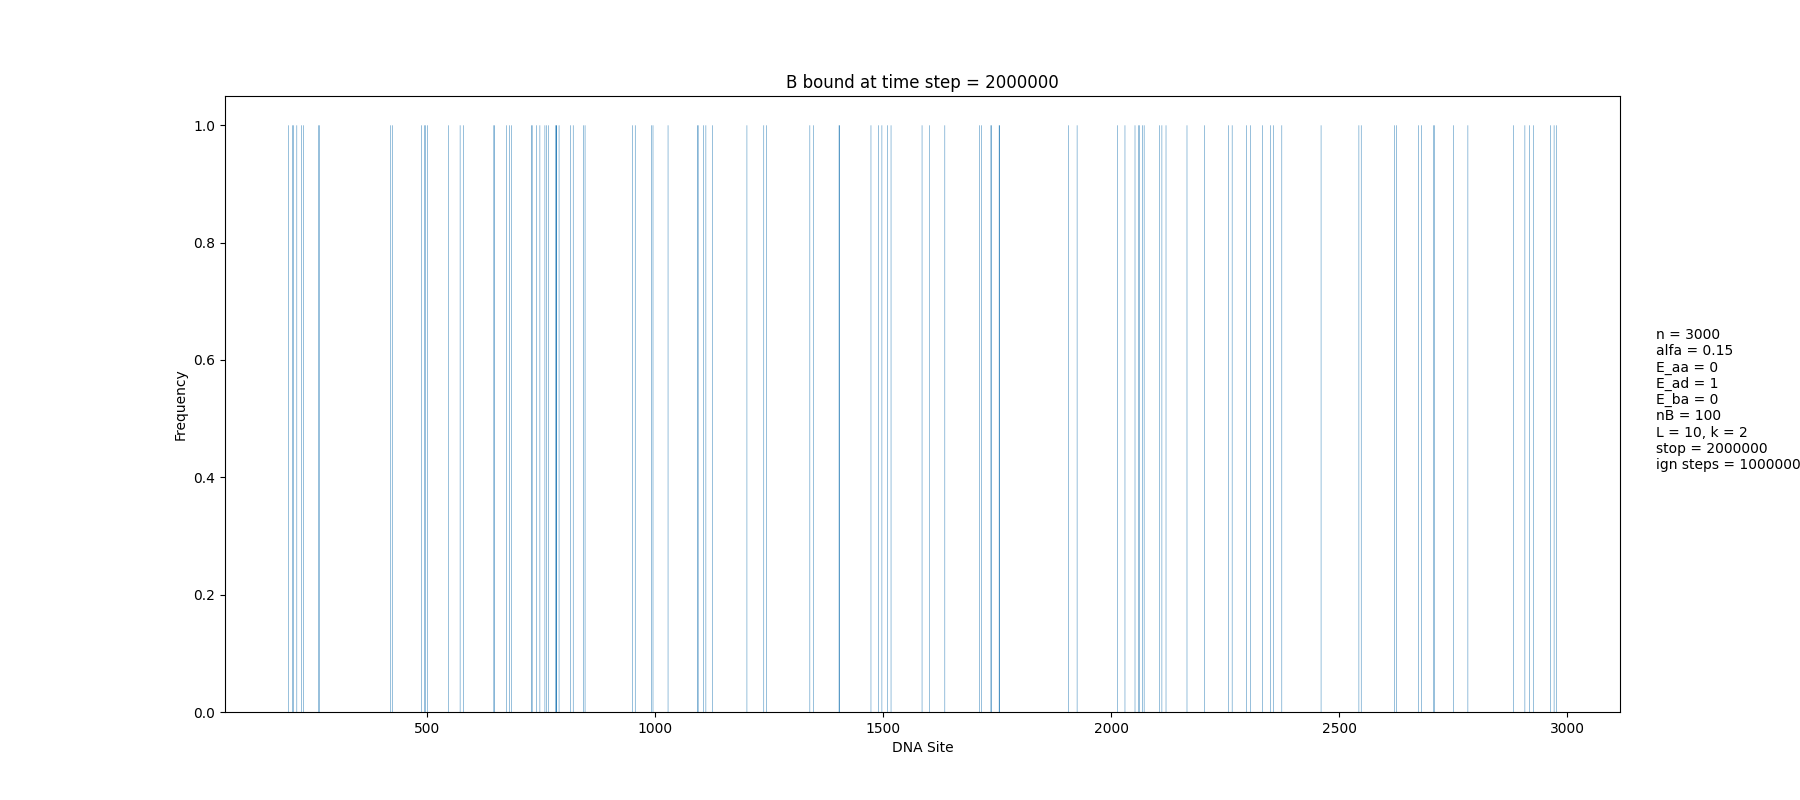 B bound at time step = 2000000
1.0
0.8
0.6
0.4
0.2
0.0
Frequency
500 1000 1500 2000 2500 3000
DNA Site
n = 3000
alfa = 0.15
E_aa = 0
E_ad = 1
E_ba = 0
nB = 100
L = 10, k = 2
stop = 2000000
ign steps = 1000000